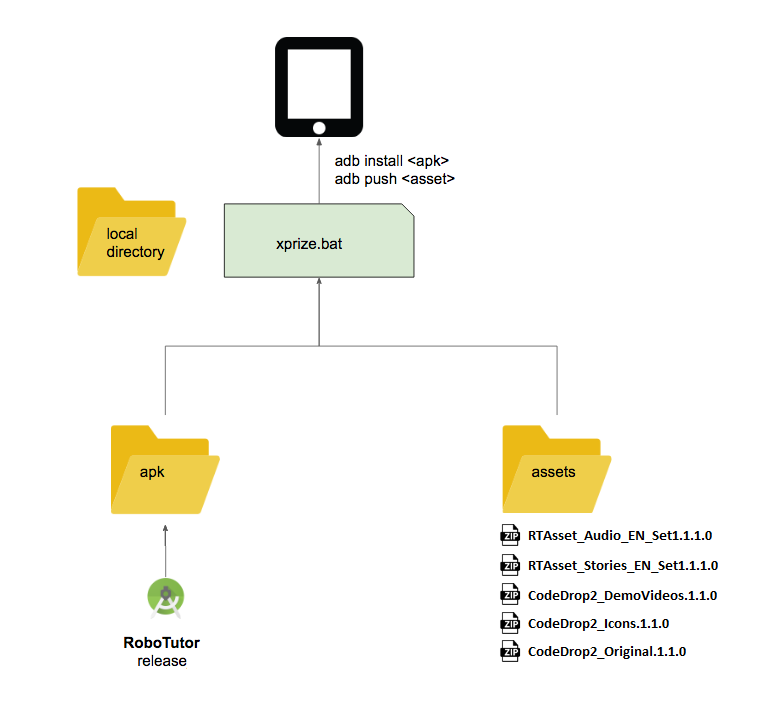 adb install <apk>
adb push <asset>
local
directory
xprize.bat
apk
assets
ZIP RTAsset_Audio_EN_Set1.1.1.0
ZIP RTAsset_Stories_EN_Set1.1.1.0
ZIP CodeDrop2_DemoVideos.1.1.0
ZIP CodeDrop2_Icons.1.1.0
ZIP CodeDrop2_Original.1.1.0
RoboTutor
release